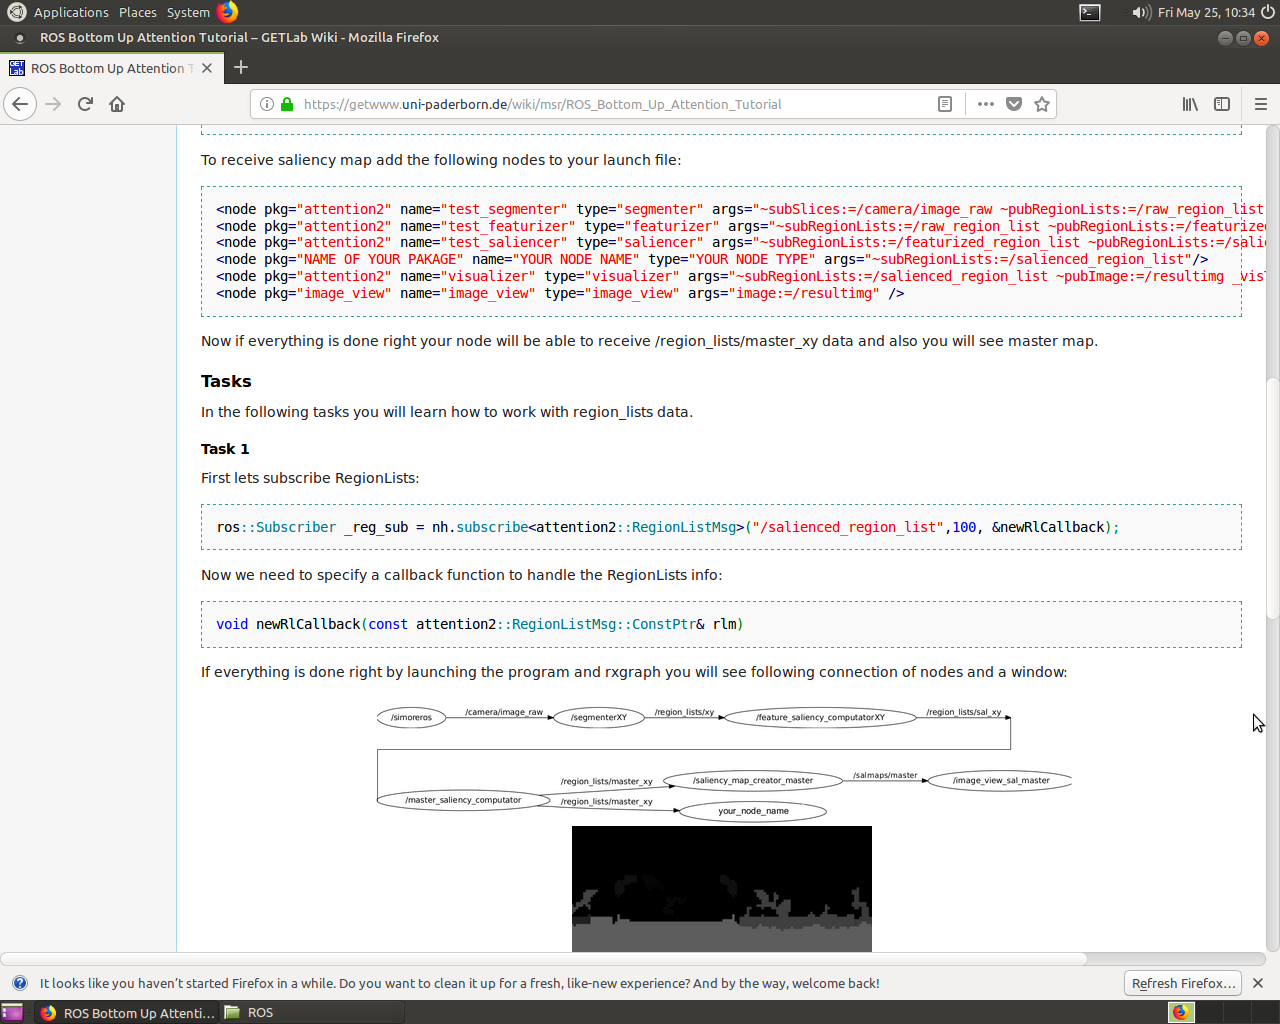 Applications Places System Fri May 25, 10:34
ROS Bottom Up Attention Tutorial – GETLab Wiki - Mozilla Firefox
GET Lab ROS Bottom Up Attention T
https://getwww.uni-paderborn.de/wiki/msr/ROS_Bottom_Up_Attention_Tutorial
To receive saliency map add the following nodes to your launch file:
<node pkg="attention2" name="test_segmenter" type="segmenter" args="~subSlices:=/camera/image_raw ~pubRegionLists:=/raw_region_list
<node pkg="attention2" name="test_featurizer" type="featurizer" args="~subRegionLists:=/raw_region_list ~pubRegionLists:=/featurize
<node pkg="attention2" name="test_saliencer" type="saliencer" args="~subRegionLists:=/featurized_region_list ~pubRegionLists:=/salie
<node pkg="NAME OF YOUR PAKAGE" name="YOUR NODE NAME" type="YOUR NODE TYPE" args="~subRegionLists:=/salienced_region_list"/>
<node pkg="attention2" name="visualizer" type="visualizer" args="~subRegionLists:=/salienced_region_list ~pubImage:=/resultimg _vis
<node pkg="image_view" name="image_view" type="image_view" args="image:=/resultimg" />
Now if everything is done right your node will be able to receive /region_lists/master_xy data and also you will see master map.
Tasks
In the following tasks you will learn how to work with region_lists data.
Task 1
First lets subscribe RegionLists:
ros::Subscriber _reg_sub = nh.subscribe<attention2::RegionListMsg>("/salienced_region_list",100, &newRlCallback);
Now we need to specify a callback function to handle the RegionLists info:
void newRlCallback(const attention2::RegionListMsg::ConstPtr& rlm)
If everything is done right by launching the program and rxgraph you will see following connection of nodes and a window:
/simoreros /camera/image_raw /segmenterXY /region_lists/xy /feature_saliency_computatorXY /region_lists/sal_xy
/region_lists/master_xy /saliency_map_creator_master /salmaps/master /image_view_sal_master
/master_saliency_computator /region_lists/master_xy your_node_name
It looks like you haven't started Firefox in a while. Do you want to clean it up for a fresh, like-new experience? And by the way, welcome back! Refresh Firefox...
ROS Bottom Up Attenti... ROS